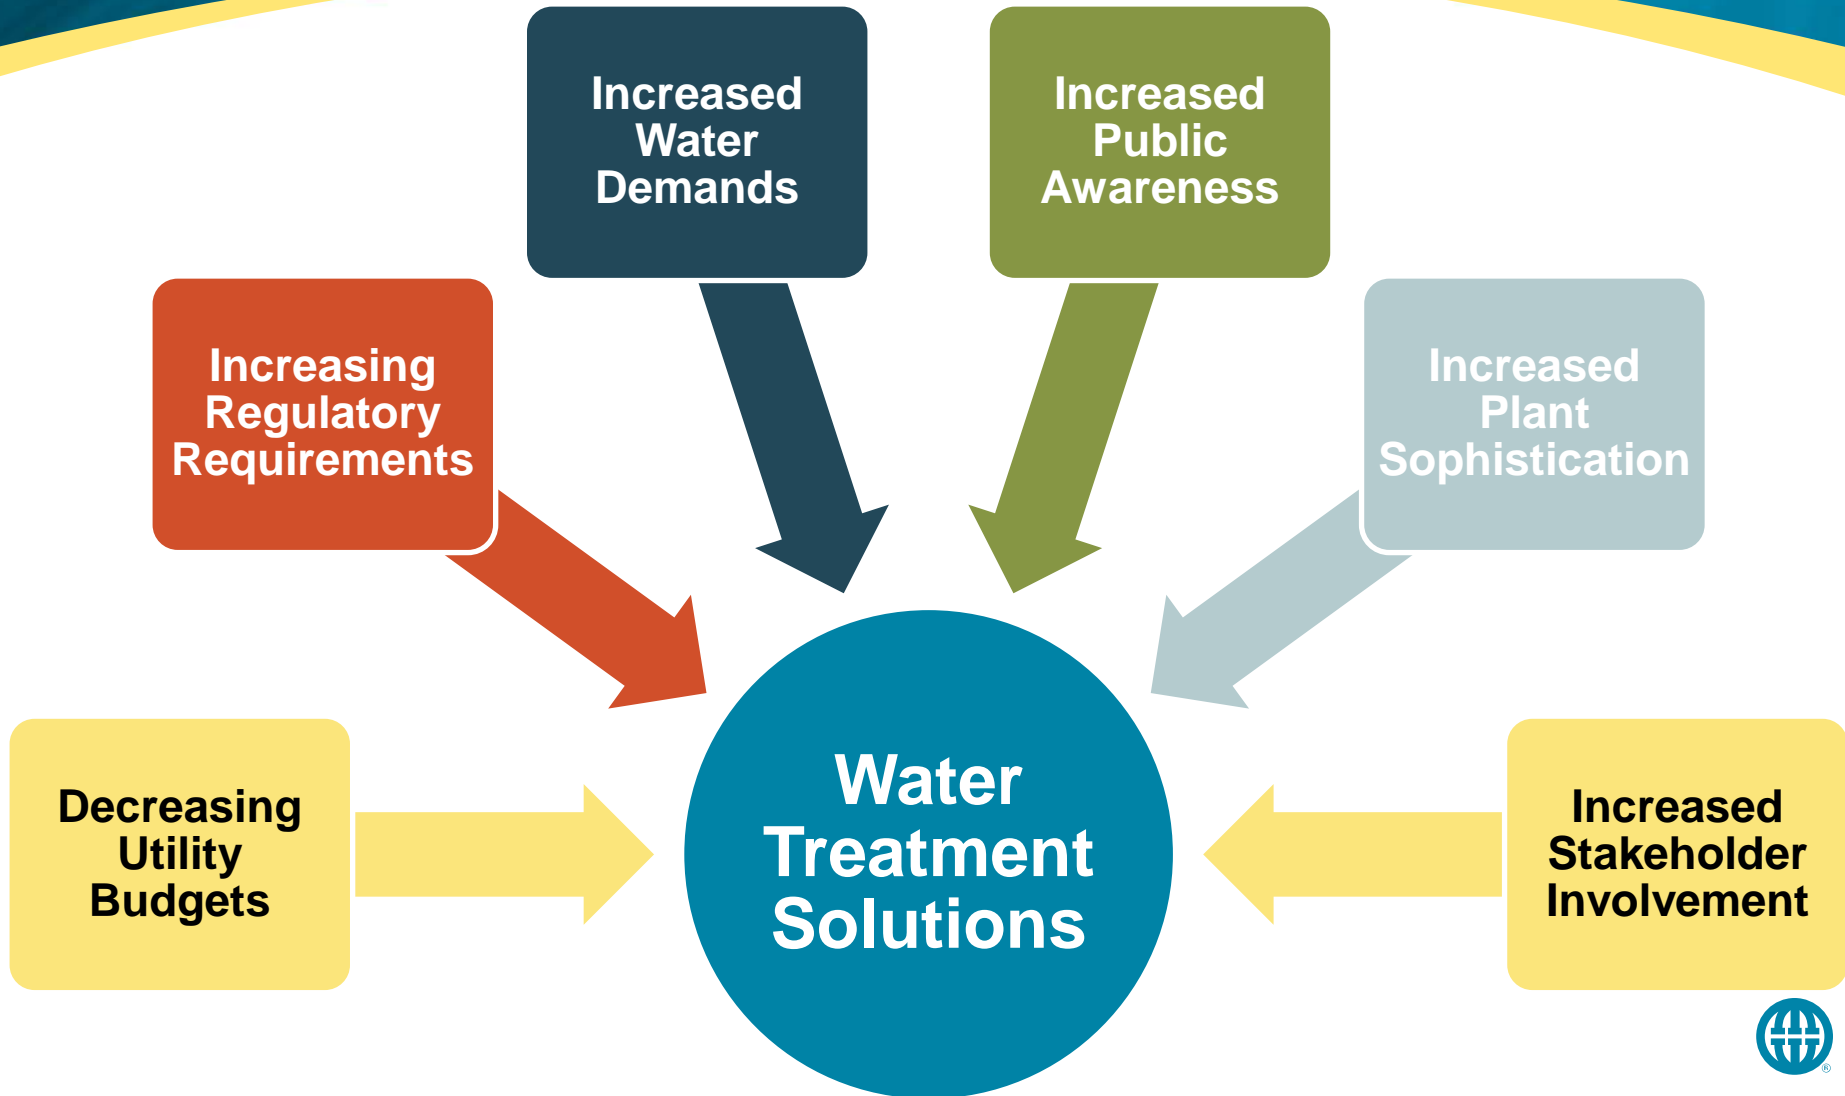 Increased
Water
Demands
Increased
Public
Awareness
Increasing
Regulatory
Requirements
Increased
Plant
Sophistication
Decreasing
Utility
Budgets
Water
Treatment
Solutions
Increased
Stakeholder
Involvement
®